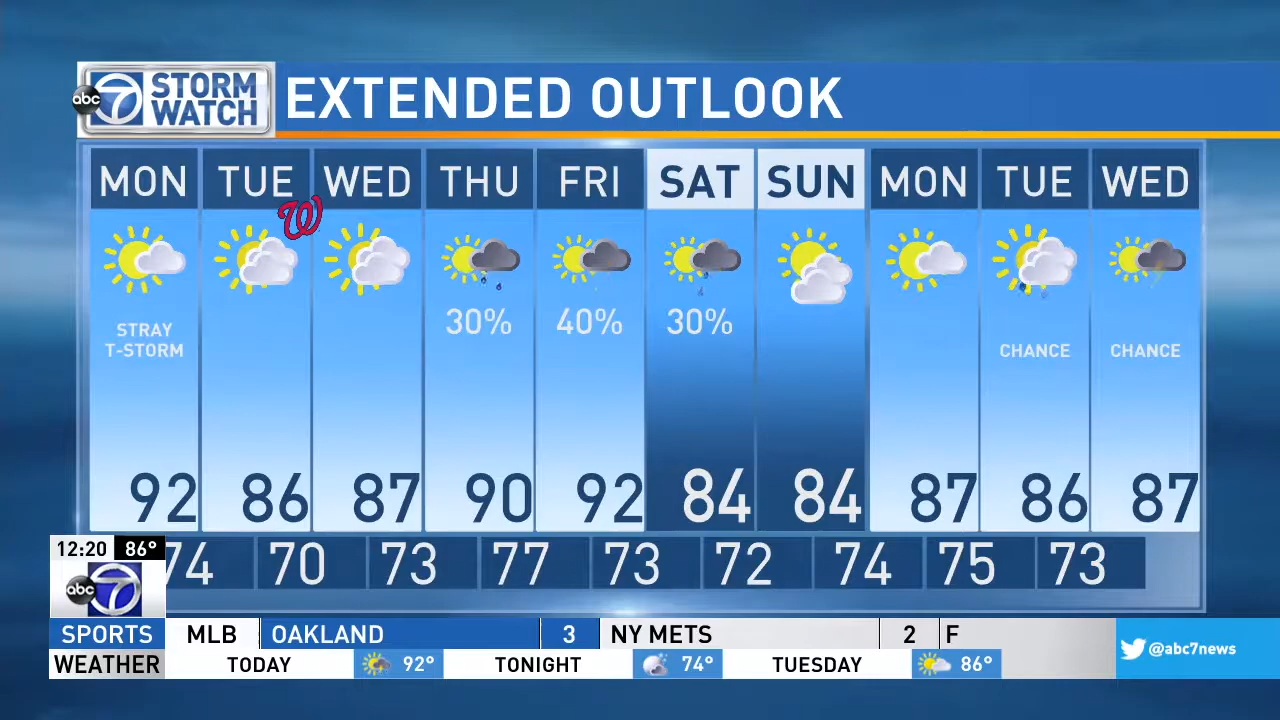 abc 7 STORM WATCH EXTENDED OUTLOOK
MON TUE WED THU FRI SAT SUN MON TUE WED
W
30% 40% 30%
STRAY
T-STORM
CHANCE CHANCE
92 86 87 90 92 84 84 87 86 87
74 70 73 77 73 72 74 75 73
12:20 86°
abc 7
SPORTS MLB OAKLAND 3 NY METS 2 F
WEATHER TODAY 92° TONIGHT 74° TUESDAY 86°
@abc7news